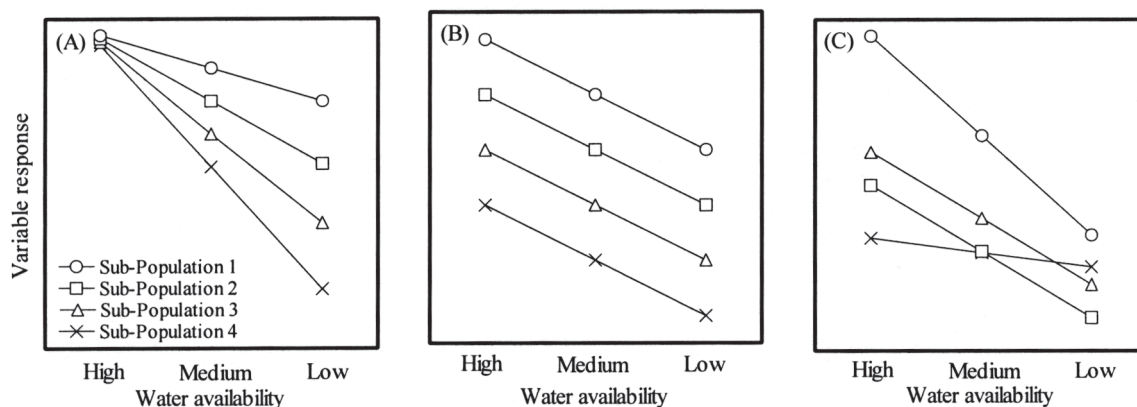 (A)
(B)
(C)
Variable response
Sub-Population 1
Sub-Population 2
Sub-Population 3
Sub-Population 4
High Medium Low
High Medium Low
High Medium Low
Water availability
Water availability
Water availability